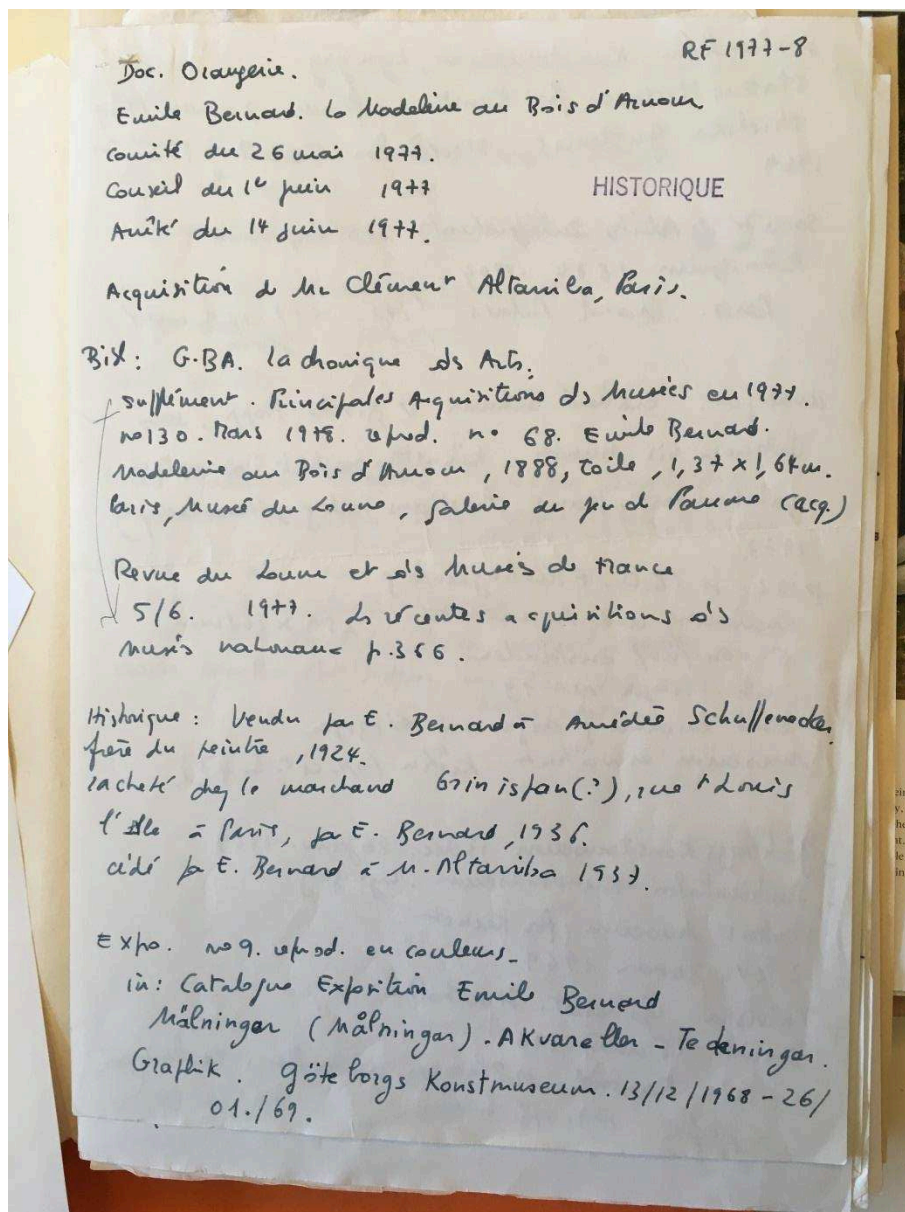 RF 1977-8
Doc. Orangerie.
Emile Bernard. La Madeleine au Bois d'Amour
comité du 26 mai 1977.
Conseil du 1er juin 1977
HISTORIQUE
Arrêté du 14 juin 1977.
Acquisition de Mr Clément Altarriba, Paris.
Bibl: G.BA. la chronique des Arts.
supplément. Principales Acquisitions des Musées en 1977.
no 130. Mars 1978. reprod. no 68. Emile Bernard.
Madeleine au Bois d'Amour, 1888, toile, 1,37 x 1,64 m.
Paris, Musée du Louvre, galerie du jeu de Paume (acq.)
Revue du Louvre et des Musées de France
5/6. 1977. Les récentes acquisitions des
musées nationaux p. 366.
Historique: Vendu par E. Bernard à Amédée Schuffenecker
frère du peintre, 1924.
racheté chez le marchand (?), rue St Louis
l'Ile à Paris, par E. Bernard, 1936.
cédé par E. Bernard à M. Altarriba 1937.
Expo. no 9. reprod. en couleurs_
in: Catalogue Exposition Emile Bernard
Mälningar (Målningar). AKvareller - Teckningar.
Grafik. Göteborgs Konstmuseum. 13/12/1968 - 26/
01./69.